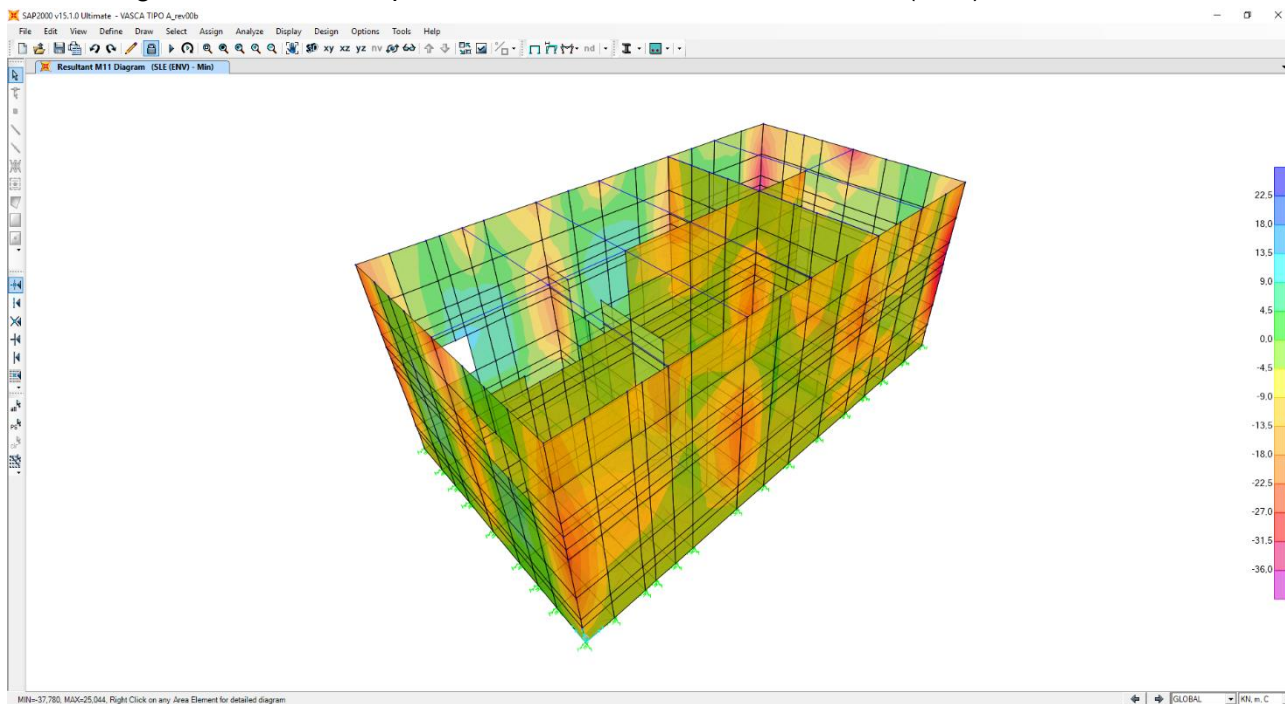 SAP2000 v15.1.0 Ultimate - VASCA TIPO A_rev00b
File Edit View Define Draw Select Assign Analyze Display Design Options Tools Help
xy xz yz nv nd
Resultant M11 Diagram (SLE (ENV) - Min)
22.5
18.0
13.5
9.0
4.5
0.0
-4.5
-9.0
-13.5
-18.0
-22.5
-27.0
-31.5
-36.0
MIN=-37,780, MAX=25,044, Right Click on any Area Element for detailed diagram
GLOBAL
KN, m, C